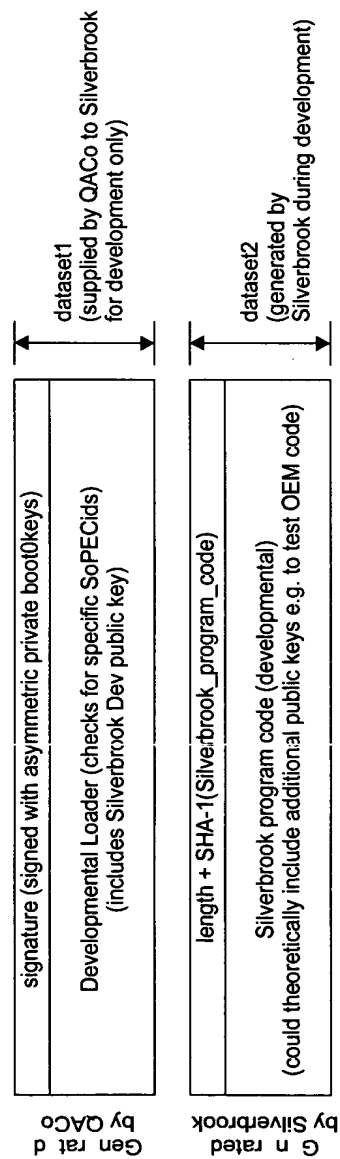 Gen rat d
by QACo
signature (signed with asymmetric private boot0keys)
Developmental Loader (checks for specific SoPECids)
(includes Silverbrook Dev public key)
dataset1
(supplied by QACo to Silverbrook
for development only)
G n rated
by Silverbrook
length + SHA-1(Silverbrook_program_code)
Silverbrook program code (developmental)
(could theoretically include additional public keys e.g. to test OEM code)
dataset2
(generated by
Silverbrook during development)